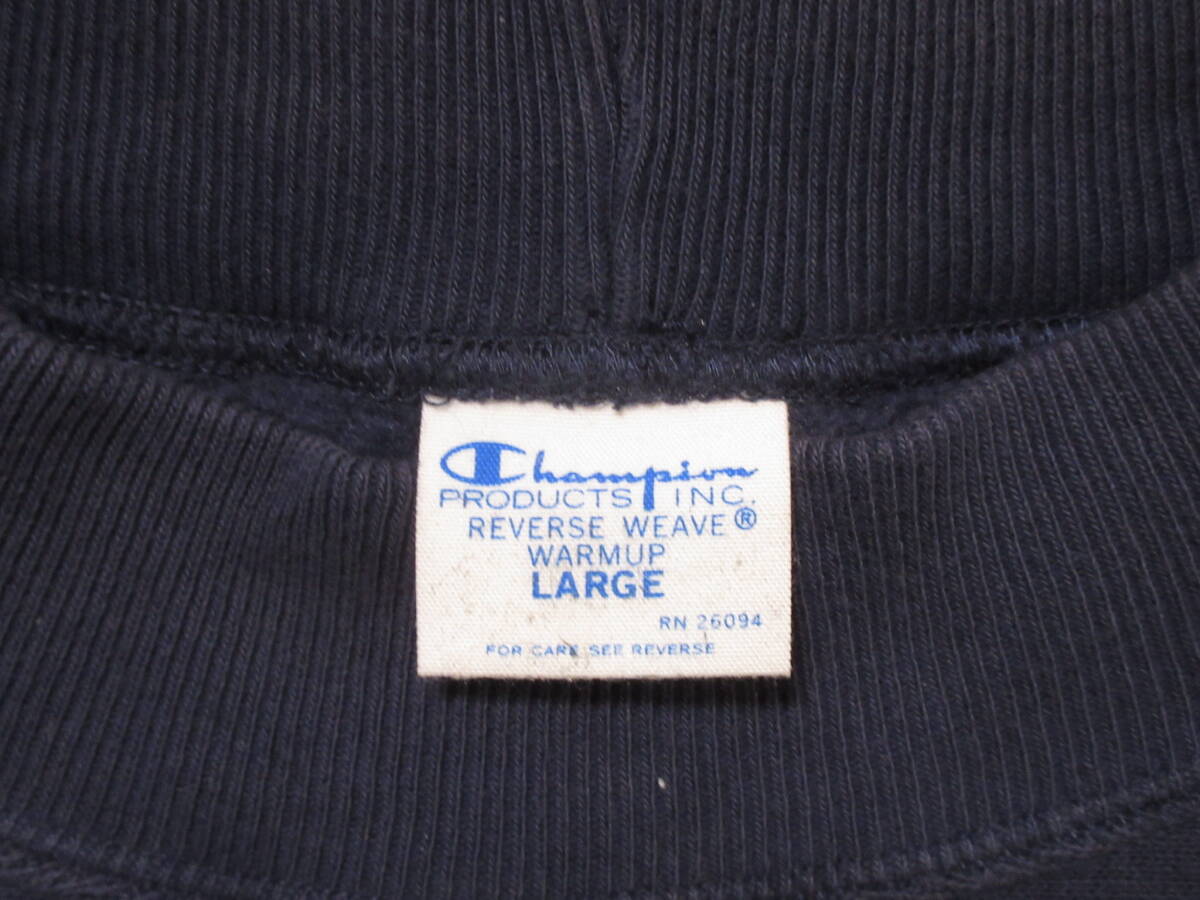 Champion
PRODUCTS INC.
REVERSE WEAVE®
WARMUP
LARGE
RN 26094
FOR CARE SEE REVERSE